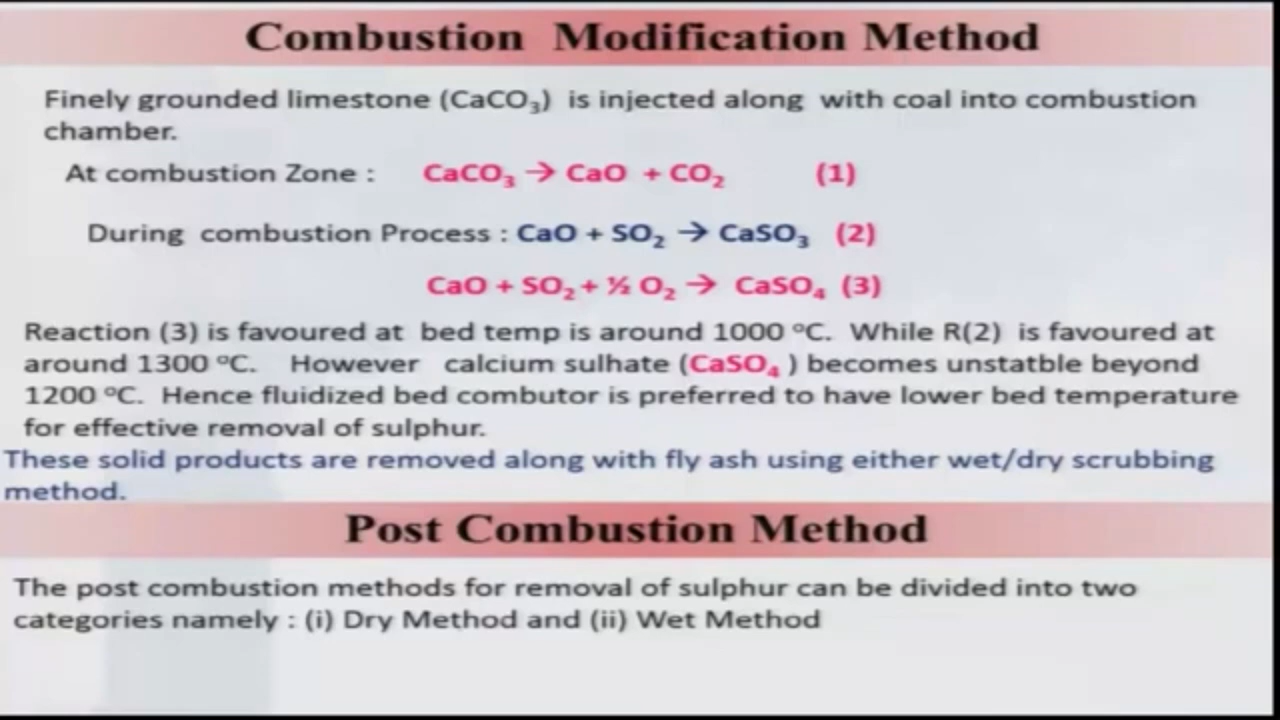 Combustion Modification Method
Finely grounded limestone (CaCO₃) is injected along with coal into combustion
chamber.
At combustion Zone : CaCO₃ → CaO + CO₂ (1)
During combustion Process : CaO + SO₂ → CaSO₃ (2)
CaO + SO₂ + ½ O₂ → CaSO₄ (3)
Reaction (3) is favoured at bed temp is around 1000 °C. While R(2) is favoured at
around 1300 °C. However calcium sulhate (CaSO₄ ) becomes unstatble beyond
1200 °C. Hence fluidized bed combutor is preferred to have lower bed temperature
for effective removal of sulphur.
These solid products are removed along with fly ash using either wet/dry scrubbing
method.
Post Combustion Method
The post combustion methods for removal of sulphur can be divided into two
categories namely : (i) Dry Method and (ii) Wet Method